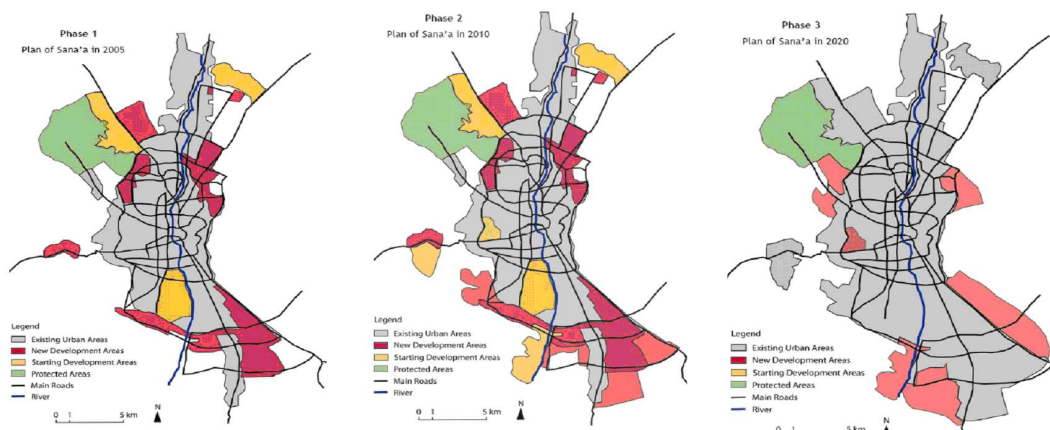 Phase 1
Plan of Sana'a in 2005
Legend
Existing Urban Areas
New Development Areas
Starting Development Areas
Protected Areas
Main Roads
River
0 1 5 km
N
Phase 2
Plan of Sana'a in 2010
Legend
Existing Urban Areas
New Development Areas
Starting Development Areas
Protected Areas
Main Roads
River
0 1 5 km
N
Phase 3
Plan of Sana'a in 2020
Legend
Existing Urban Areas
New Development Areas
Starting Development Areas
Protected Areas
Main Roads
River
N
0 1 5 km